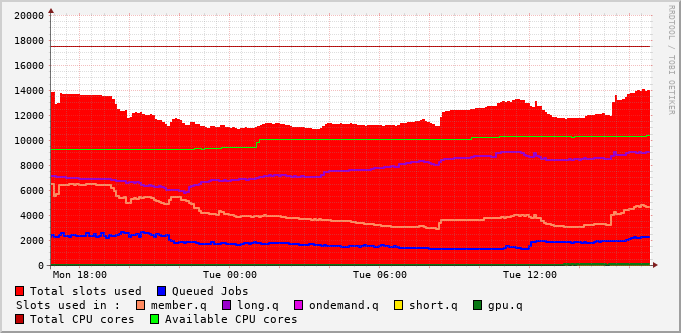 20000
18000
16000
14000
12000
10000
8000
6000
4000
2000
0
Mon 18:00 Tue 00:00 Tue 06:00 Tue 12:00
RRDTOOL / TOBI OETIKER
Total slots used Queued Jobs
Slots used in : member.q long.q ondemand.q short.q gpu.q
Total CPU cores Available CPU cores